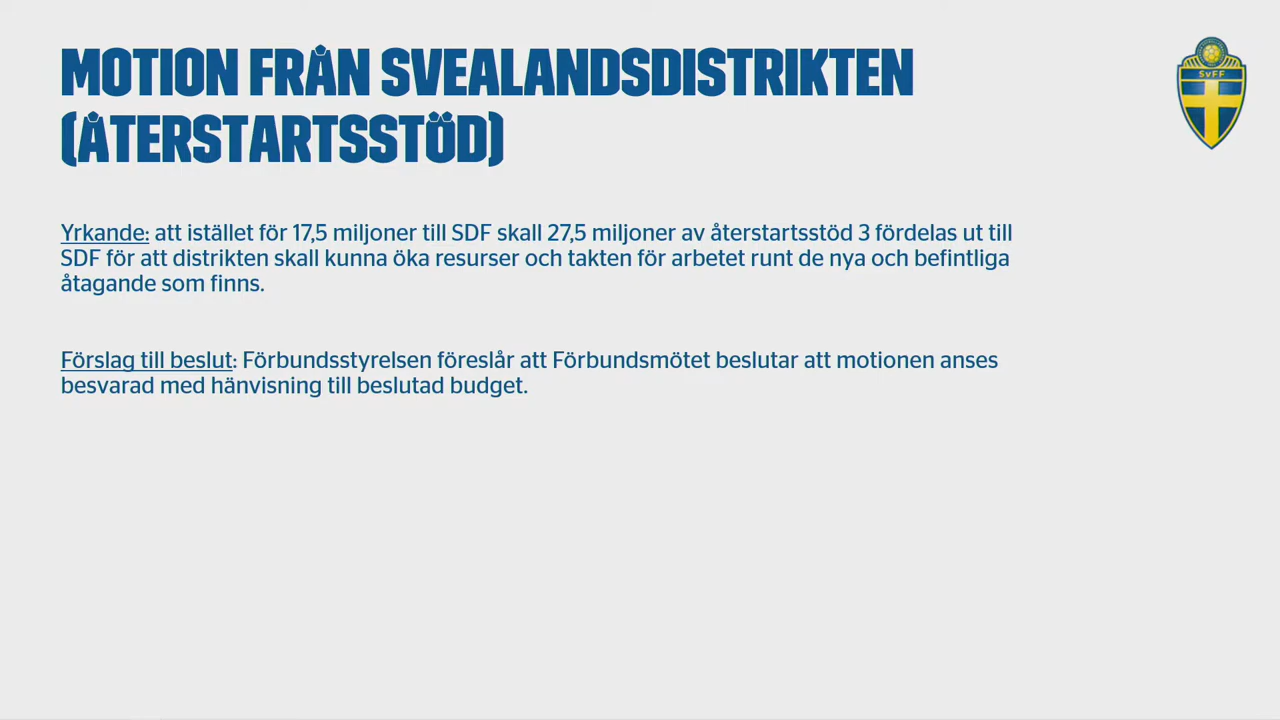 MOTION FRÅN SVEALANDSDISTRIKTEN
(ÅTERSTARTSSTÖD)
SvFF
Yrkande: att istället för 17,5 miljoner till SDF skall 27,5 miljoner av återstartsstöd 3 fördelas ut till
SDF för att distrikten skall kunna öka resurser och takten för arbetet runt de nya och befintliga
åtagande som finns.
Förslag till beslut: Förbundsstyrelsen föreslår att Förbundsmötet beslutar att motionen anses
besvarad med hänvisning till beslutad budget.